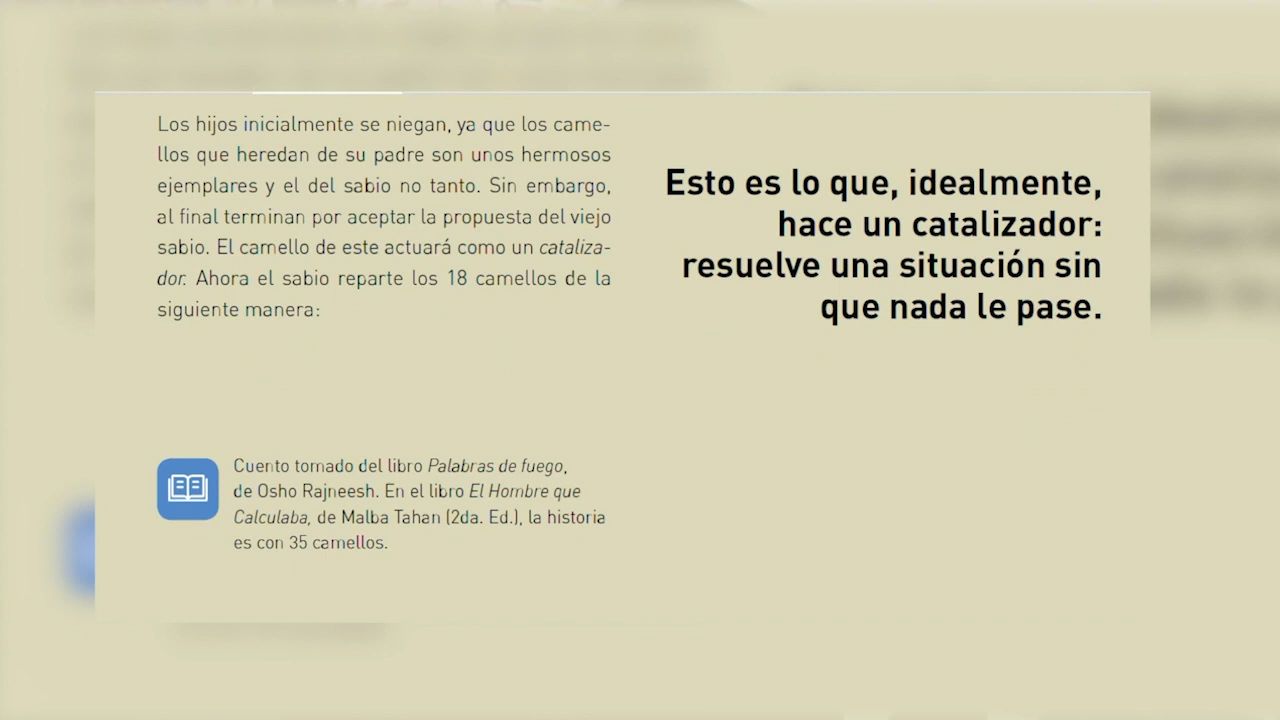 Los hijos inicialmente se niegan, ya que los came-
llos que heredan de su padre son unos hermosos
ejemplares y el del sabio no tanto. Sin embargo,
al final terminan por aceptar la propuesta del viejo
sabio. El camello de este actuará como un cataliza-
dor. Ahora el sabio reparte los 18 camellos de la
siguiente manera:
Esto es lo que, idealmente,
hace un catalizador:
resuelve una situación sin
que nada le pase.
Cuento tomado del libro Palabras de fuego,
de Osho Rajneesh. En el libro El Hombre que
Calculaba, de Malba Tahan (2da. Ed.), la historia
es con 35 camellos.